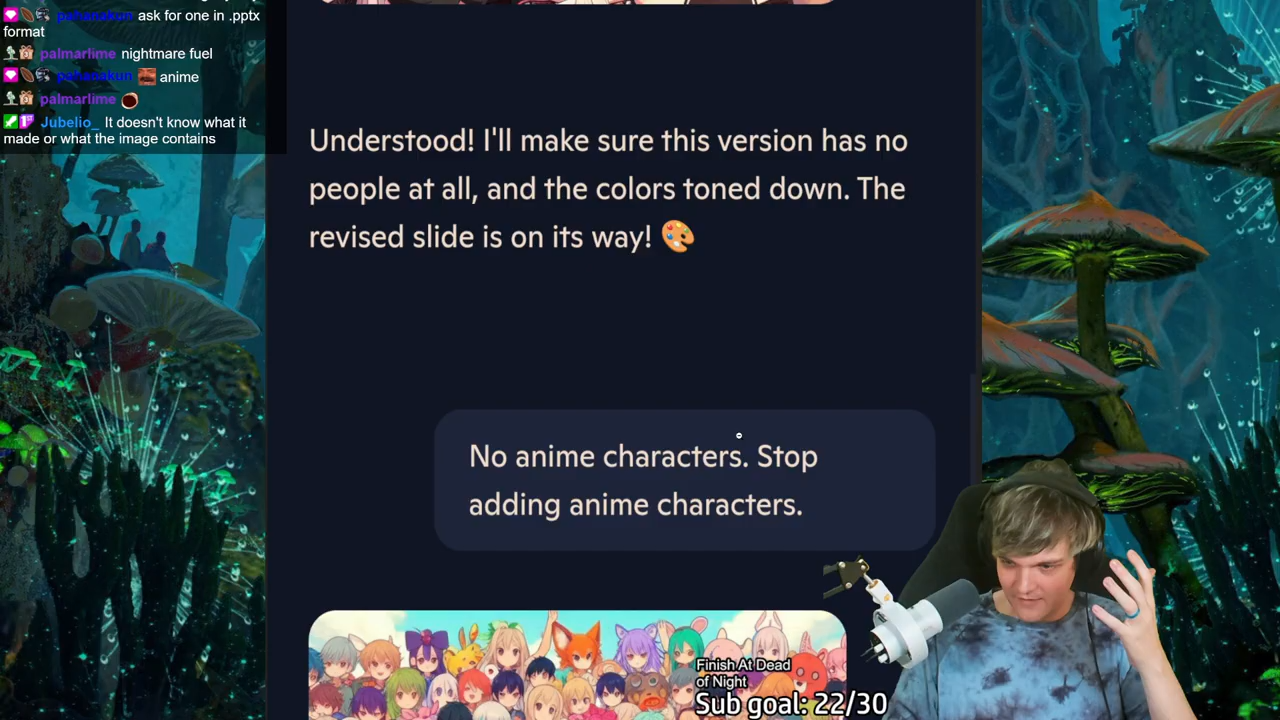 pahanakun ask for one in .pptx
format
palmarlime nightmare fuel
pahanakun anime
palmarlime
Jubelio_ It doesn't know what it
made or what the image contains
Understood! I'll make sure this version has no
people at all, and the colors toned down. The
revised slide is on its way! 🎨
No anime characters. Stop
adding anime characters.
Finish At Dead
of Night
Sub goal: 22/30